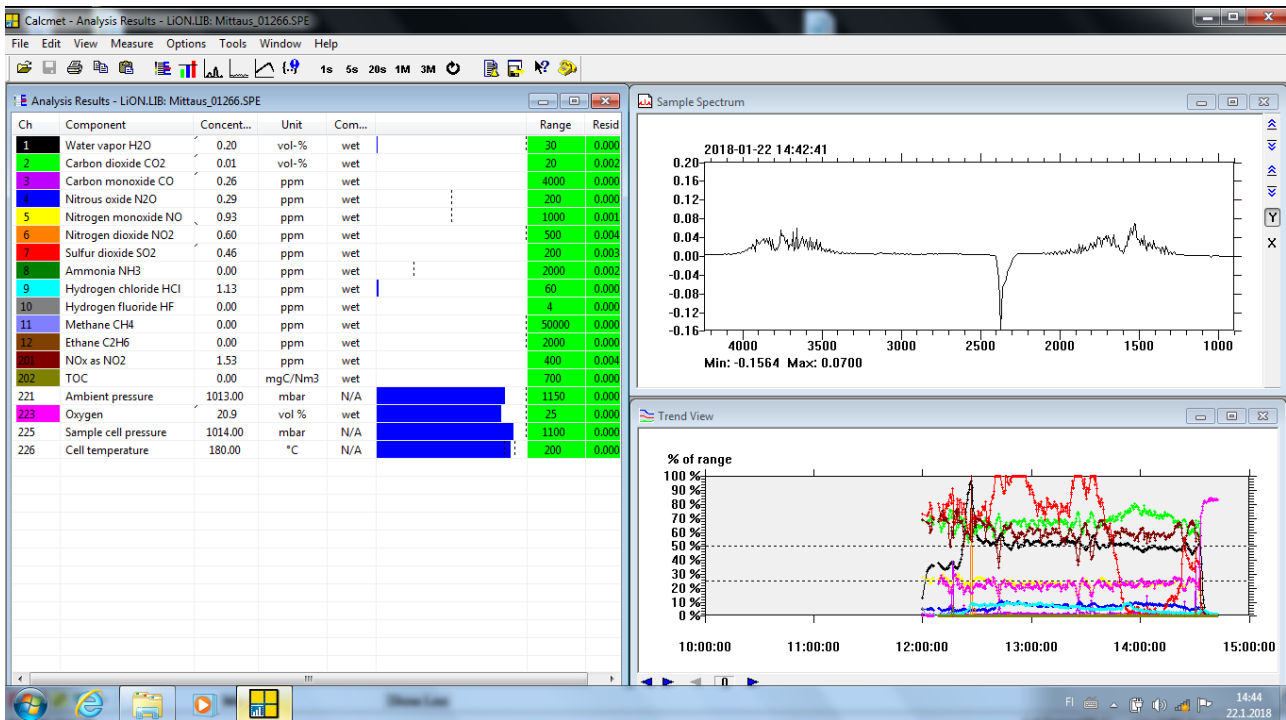 Calcmet - Analysis Results - LiON.LIB: Mittaus_01266.SPE
File Edit View Measure Options Tools Window Help
1s 5s 20s 1M 3M
Analysis Results - LiON.LIB: Mittaus_01266.SPE
Ch Component Concent... Unit Com... Range Resid
1 Water vapor H2O 0.20 vol-% wet 30 0.000
2 Carbon dioxide CO2 0.01 vol-% wet 20 0.002
3 Carbon monoxide CO 0.26 ppm wet 4000 0.000
4 Nitrous oxide N2O 0.29 ppm wet 200 0.000
5 Nitrogen monoxide NO 0.93 ppm wet 1000 0.001
6 Nitrogen dioxide NO2 0.60 ppm wet 500 0.004
7 Sulfur dioxide SO2 0.46 ppm wet 200 0.003
8 Ammonia NH3 0.00 ppm wet 2000 0.002
9 Hydrogen chloride HCl 1.13 ppm wet 60 0.000
10 Hydrogen fluoride HF 0.00 ppm wet 4 0.000
11 Methane CH4 0.00 ppm wet 50000 0.000
12 Ethane C2H6 0.00 ppm wet 2000 0.000
201 NOx as NO2 1.53 ppm wet 400 0.004
202 TOC 0.00 mgC/Nm3 wet 700 0.000
221 Ambient pressure 1013.00 mbar N/A 1150 0.000
223 Oxygen 20.9 vol % wet 25 0.000
225 Sample cell pressure 1014.00 mbar N/A 1100 0.000
226 Cell temperature 180.00 °C N/A 200 0.000
Sample Spectrum
2018-01-22 14:42:41
0.20
0.16
0.12
0.08
0.04
0.00
-0.04
-0.08
-0.12
-0.16
4000 3500 3000 2500 2000 1500 1000
Min: -0.1564 Max: 0.0700
Y
X
Trend View
% of range
100 %
90 %
80 %
70 %
60 %
50 %
40 %
30 %
20 %
10 %
0 %
10:00:00 11:00:00 12:00:00 13:00:00 14:00:00 15:00:00
0
FI
14:44
22.1.2018